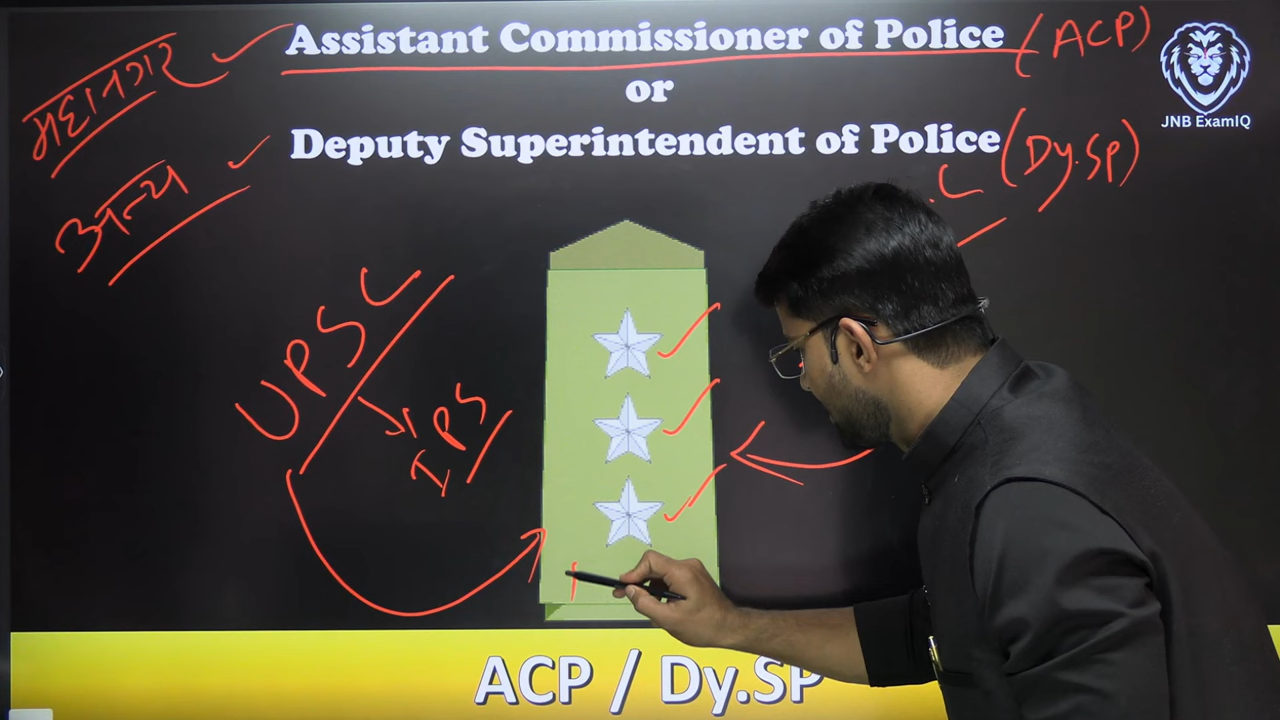 Assistant Commissioner of Police (ACP)
महानगर
or
JNB ExamIQ
Deputy Superintendent of Police (Dy.SP)
अन्य
UPSC
IPS
ACP / Dy.SP